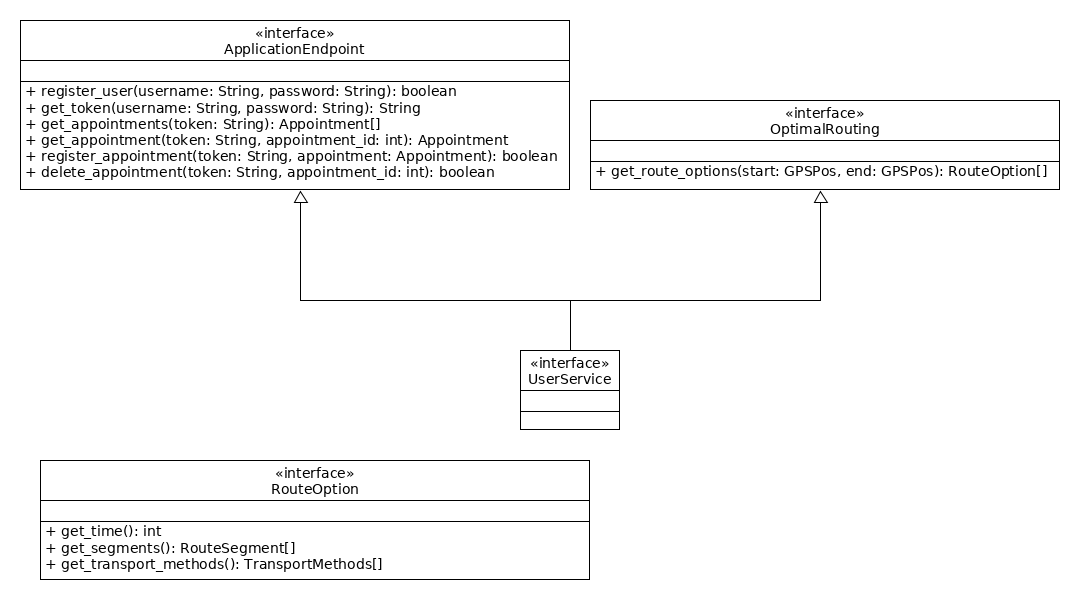 «interface»
ApplicationEndpoint
+ register_user(username: String, password: String): boolean
+ get_token(username: String, password: String): String
+ get_appointments(token: String): Appointment[]
+ get_appointment(token: String, appointment_id: int): Appointment
+ register_appointment(token: String, appointment: Appointment): boolean
+ delete_appointment(token: String, appointment_id: int): boolean
«interface»
OptimalRouting
+ get_route_options(start: GPSPos, end: GPSPos): RouteOption[]
«interface»
UserService
«interface»
RouteOption
+ get_time(): int
+ get_segments(): RouteSegment[]
+ get_transport_methods(): TransportMethods[]